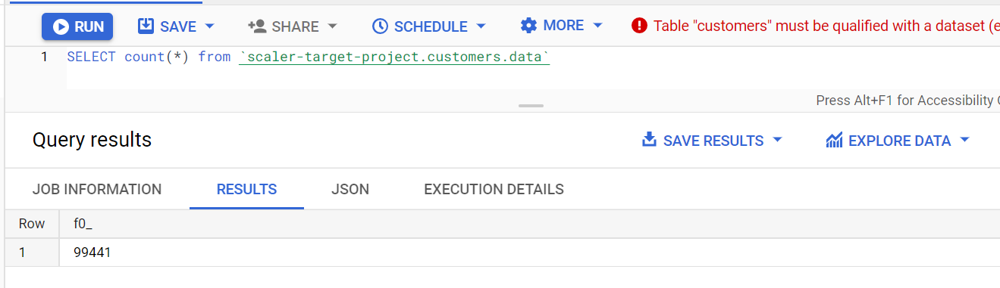 RUN SAVE SHARE SCHEDULE MORE Table "customers" must be qualified with a dataset (e
1 SELECT count(*) from `scaler-target-project.customers.data`
Press Alt+F1 for Accessibility
Query results SAVE RESULTS EXPLORE DATA
JOB INFORMATION RESULTS JSON EXECUTION DETAILS
Row f0_
1 99441